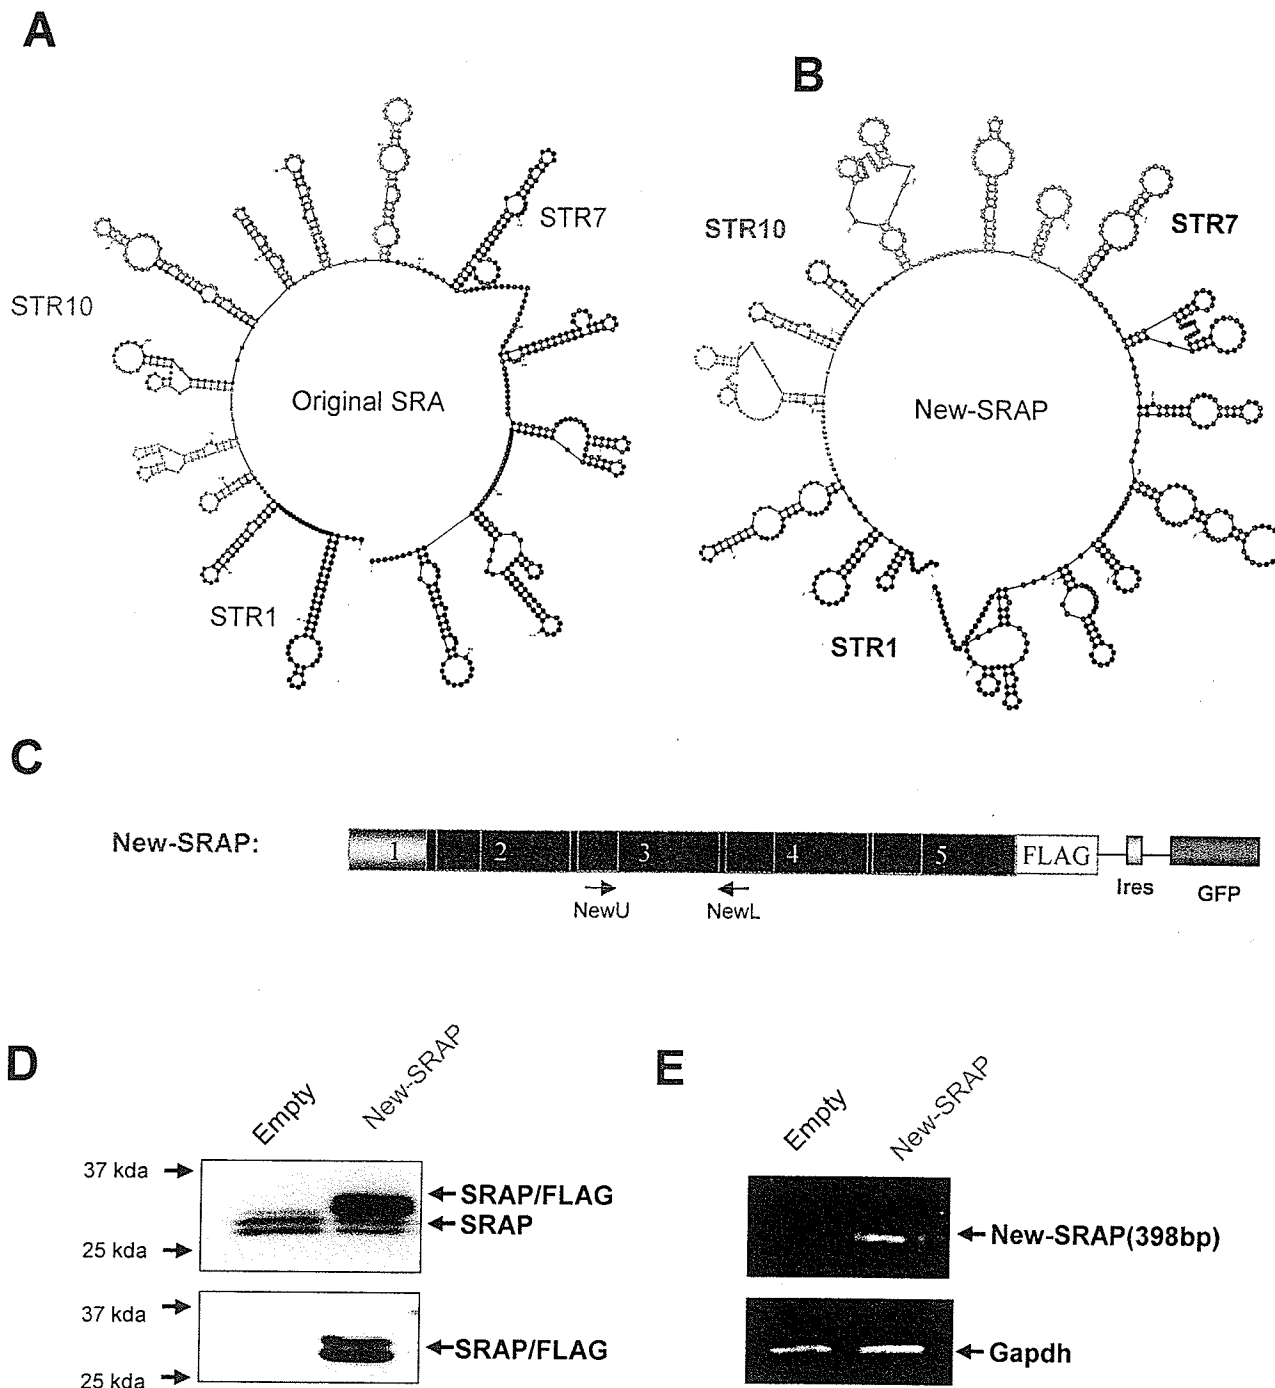 A
B
STR7
STR10
STR1
Original SRA
STR10
STR7
STR1
New-SRAP
C
New-SRAP:
1
2
3
4
5
FLAG
NewU
NewL
Ires
GFP
D
Empty
New-SRAP
37 kda
25 kda
SRAP/FLAG
SRAP
37 kda
25 kda
SRAP/FLAG
E
Empty
New-SRAP
New-SRAP(398bp)
Gapdh